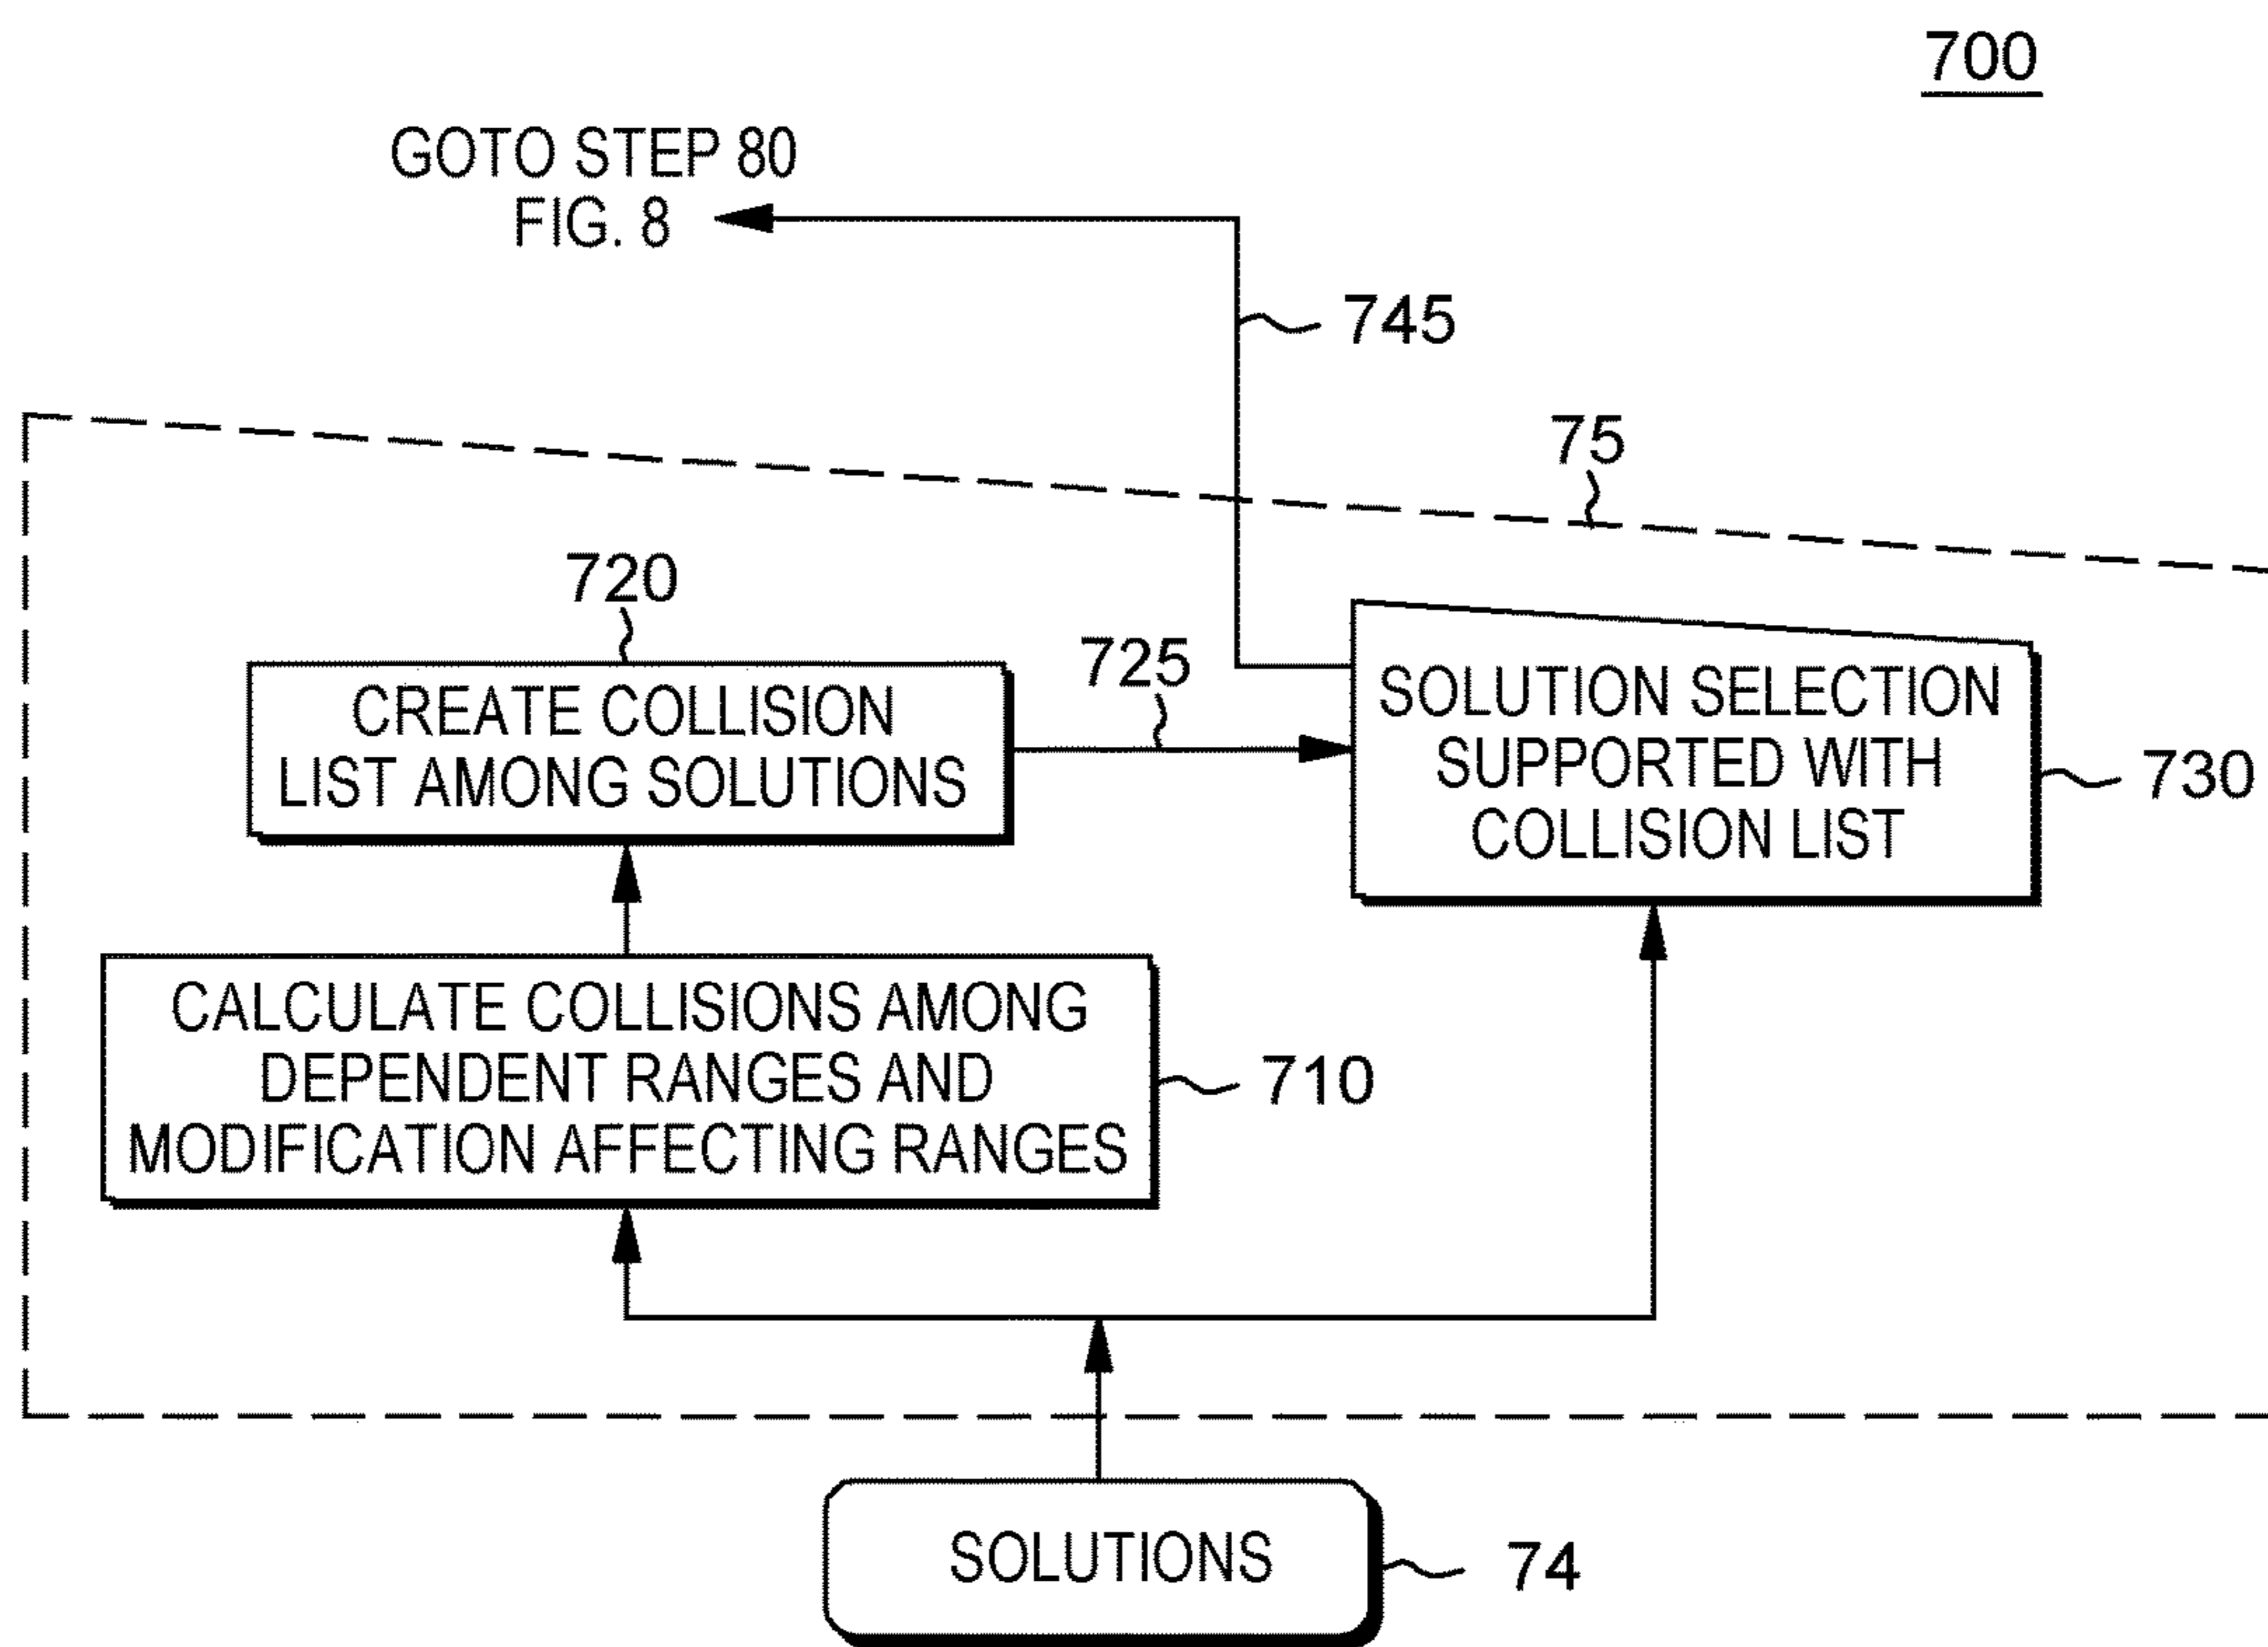 700
GOTO STEP 80
FIG. 8
745
75
720
725
CREATE COLLISION
LIST AMONG SOLUTIONS
SOLUTION SELECTION
SUPPORTED WITH
COLLISION LIST
730
CALCULATE COLLISIONS AMONG
DEPENDENT RANGES AND
MODIFICATION AFFECTING RANGES
710
SOLUTIONS
74